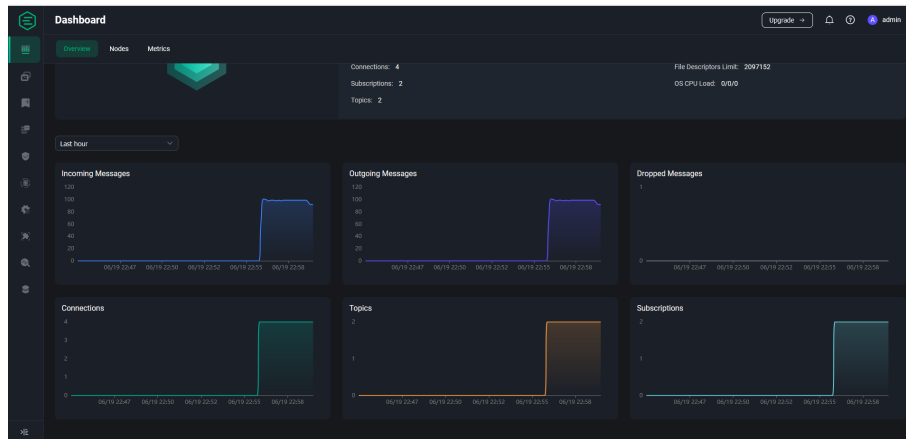 Dashboard
Upgrade →
A admin
Overview Nodes Metrics
Connections: 4
File Descriptors Limit: 2097152
Subscriptions: 2
OS CPU Load: 0/0/0
Topics: 2
Last hour
Incoming Messages
120
100
80
60
40
20
0
06/19 22:47 06/19 22:50 06/19 22:52 06/19 22:55 06/19 22:58
Outgoing Messages
120
100
80
60
40
20
0
06/19 22:47 06/19 22:50 06/19 22:52 06/19 22:55 06/19 22:58
Dropped Messages
1
0
06/19 22:47 06/19 22:50 06/19 22:52 06/19 22:55 06/19 22:58
Connections
4
3
2
1
0
06/19 22:47 06/19 22:50 06/19 22:52 06/19 22:55 06/19 22:58
Topics
2
1
0
06/19 22:47 06/19 22:50 06/19 22:52 06/19 22:55 06/19 22:58
Subscriptions
2
1
0
06/19 22:47 06/19 22:50 06/19 22:52 06/19 22:55 06/19 22:58